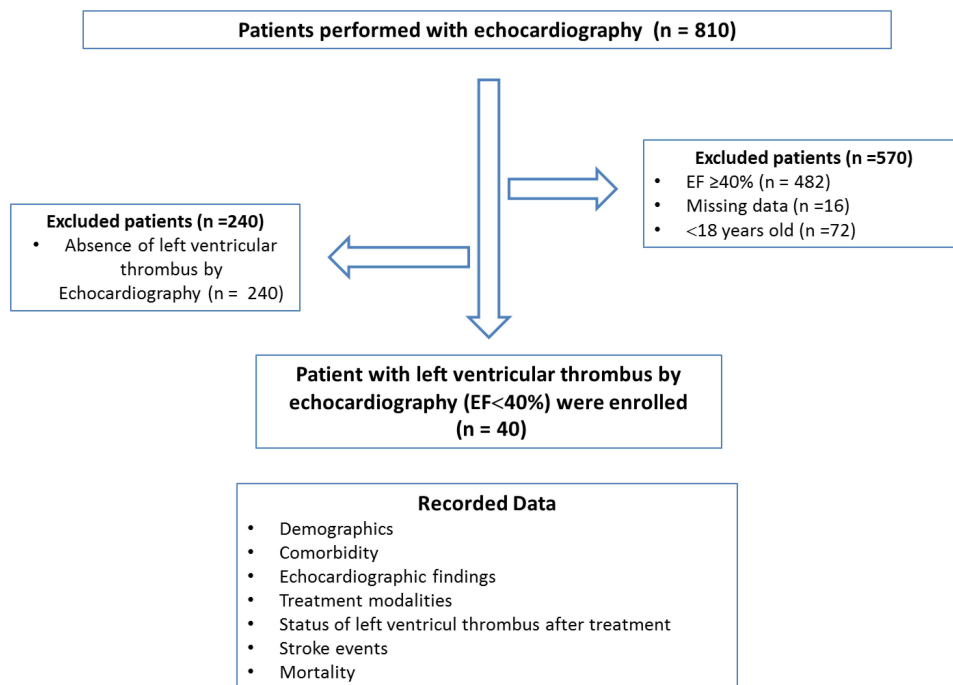 Patients performed with echocardiography (n = 810)
Excluded patients (n =570)
• EF ≥40% (n = 482)
• Missing data (n =16)
• <18 years old (n =72)
Excluded patients (n =240)
• Absence of left ventricular
thrombus by
Echocardiography (n = 240)
Patient with left ventricular thrombus by
echocardiography (EF<40%) were enrolled
(n = 40)
Recorded Data
• Demographics
• Comorbidity
• Echocardiographic findings
• Treatment modalities
• Status of left ventricul thrombus after treatment
• Stroke events
• Mortality